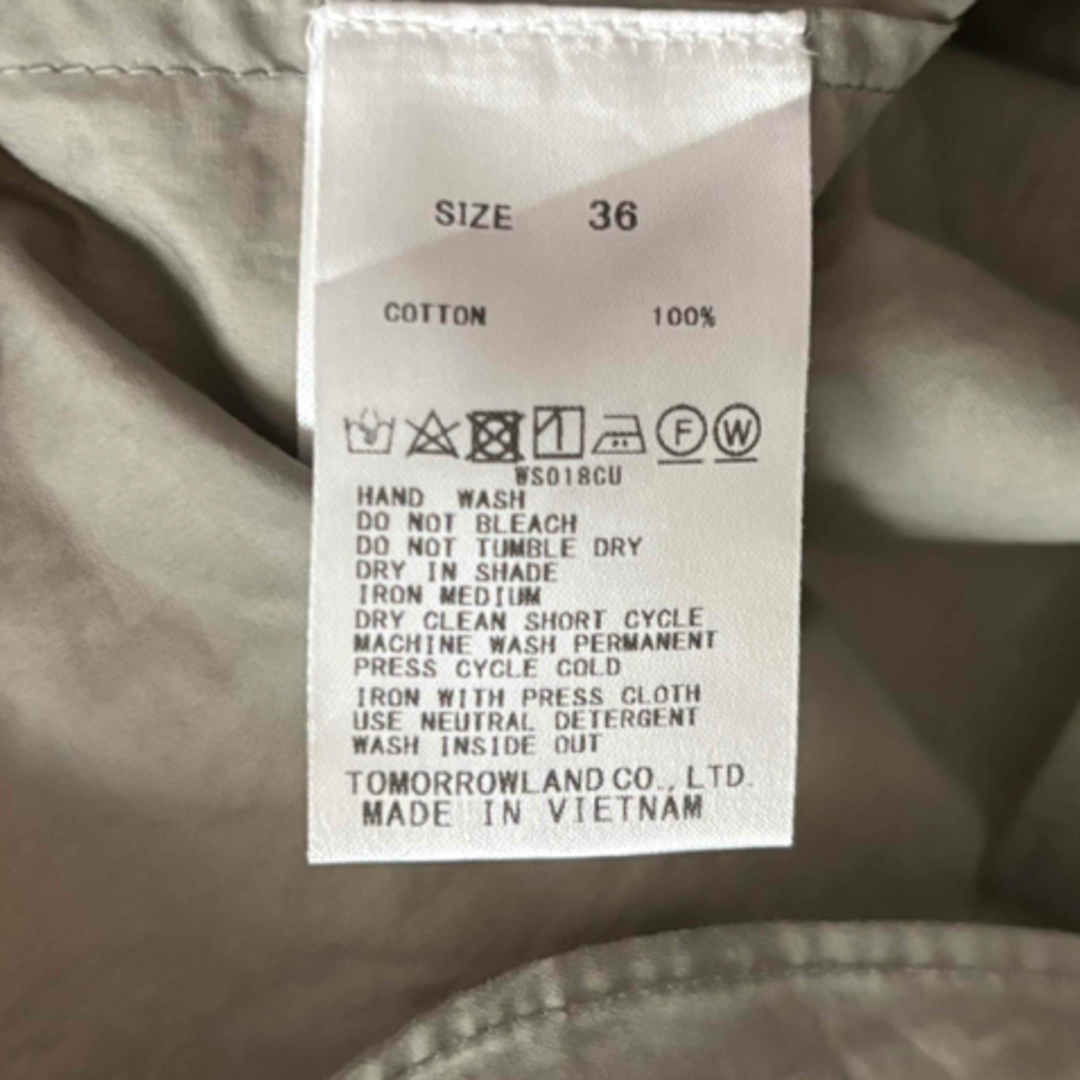 SIZE 36
COTTON 100%
F W
WS018CU
HAND WASH
DO NOT BLEACH
DO NOT TUMBLE DRY
DRY IN SHADE
IRON MEDIUM
DRY CLEAN SHORT CYCLE
MACHINE WASH PERMANENT
PRESS CYCLE COLD
IRON WITH PRESS CLOTH
USE NEUTRAL DETERGENT
WASH INSIDE OUT
TOMORROWLAND CO., LTD.
MADE IN VIETNAM